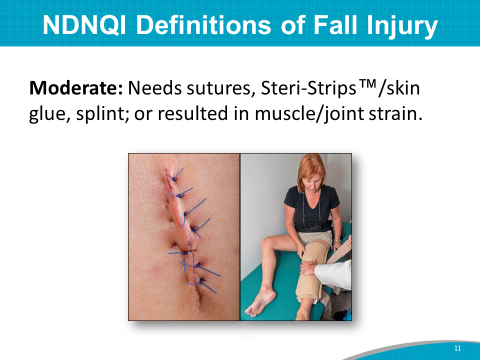 NDNQI Definitions of Fall Injury
Moderate: Needs sutures, Steri-Strips™/skin
glue, splint; or resulted in muscle/joint strain.
11